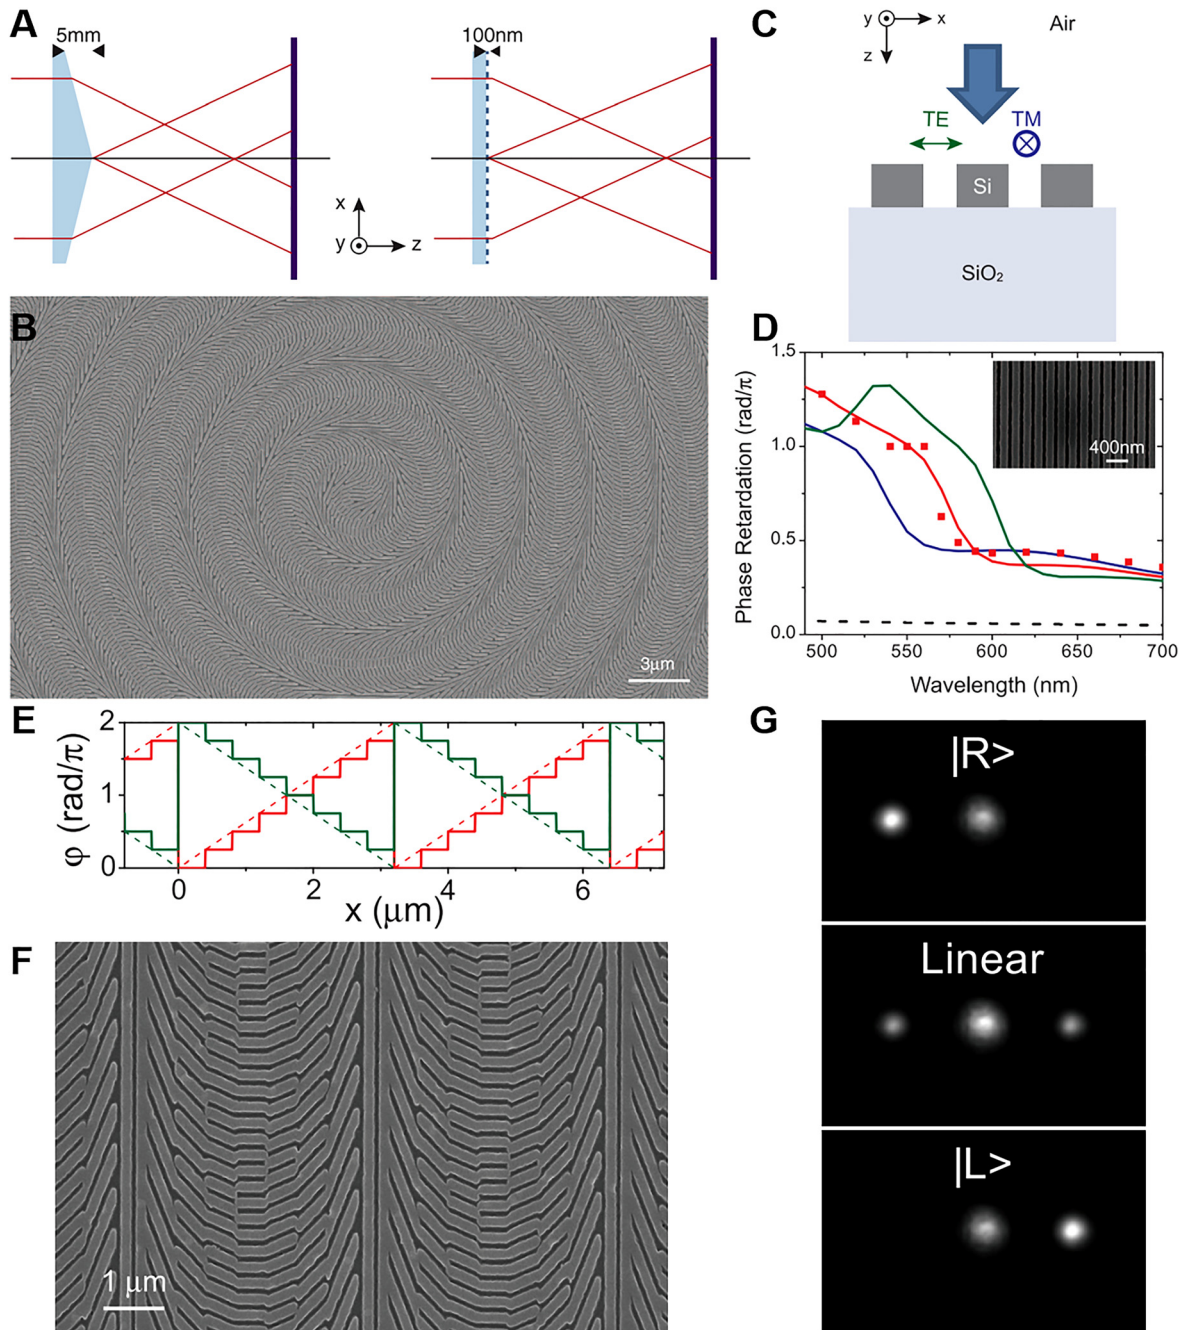 A
5mm
100nm
x
y
z
B
3μm
C
y
x
z
Air
TE
TM
Si
SiO₂
D
Phase Retardation (rad/π)
1.5
1.0
0.5
0.0
400nm
500
550
600
650
700
Wavelength (nm)
E
φ (rad/π)
2
1
0
0
2
4
6
x (μm)
F
1 μm
G
|R>
Linear
|L>